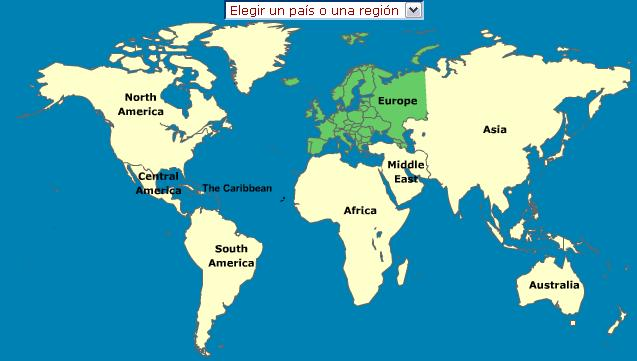 Elegir un país o una región
North
America
Europe
Asia
Middle
East
Central
America
The Caribbean
Africa
South
America
Australia